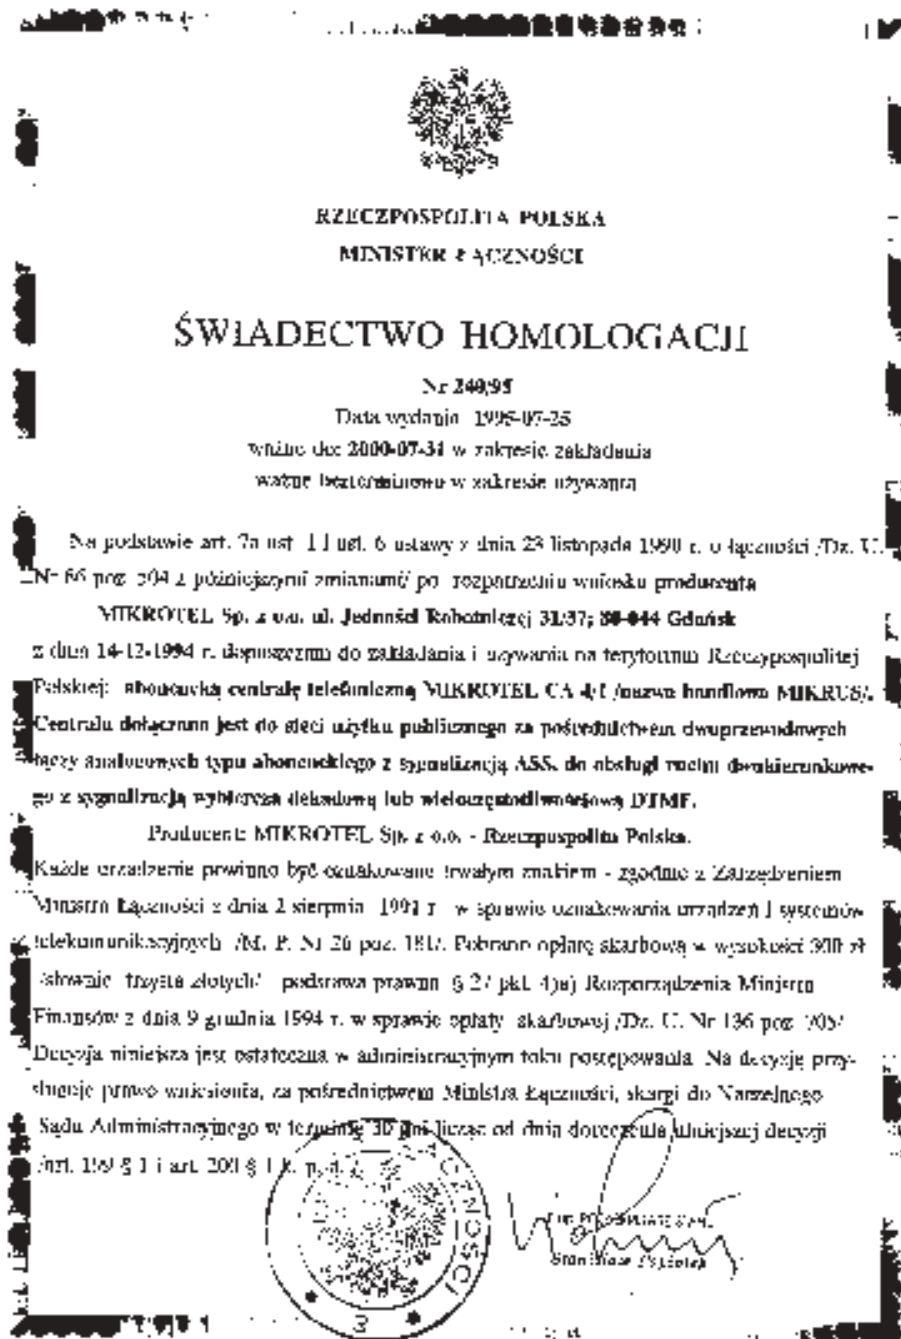 RZECZPOSPOLITA POLSKA
MINISTER ŁĄCZNOŚCI
ŚWIADECTWO HOMOLOGACJI
Nr 240/95
Data wydania 1995-07-25
ważne do: 2000-07-31 w zakresie zakładania
ważne bezterminowo w zakresie używania
Na podstawie art. 7a ust. 1 i ust. 6 ustawy z dnia 23 listopada 1990 r. o łączności /Dz. U.
Nr 86 poz. 504 z późniejszymi zmianami/ po rozpatrzeniu wniosku producenta
MIKROTEL Sp. z o.o. ul. Jedności Robotniczej 31/37; 80-044 Gdańsk
z dnia 14-12-1994 r. dopuszczam do zakładania i używania na terytorium Rzeczypospolitej
Polskiej: abonencką centralę telefoniczną MIKROTEL CA 4/1 /nazwa handlowa MIKRUS/.
Centrala dołączana jest do sieci użytku publicznego za pośrednictwem dwuprzewodowych
łączy analogowych typu abonenckiego z sygnalizacją ASS. do obsługi ruchu dwukierunkowe-
go z sygnalizacją wybierczą dekadową lub wieloczęstotliwościową DTMF.
Producent: MIKROTEL Sp. z o.o. - Rzeczpospolita Polska.
Każde urządzenie powinno być oznakowane trwałym znakiem - zgodnie z Zarządzeniem
Ministra Łączności z dnia 2 sierpnia 1991 r. w sprawie oznakowania urządzeń i systemów
telekomunikacyjnych /M. P. Nr 26 poz. 181/. Pobrano opłatę skarbową w wysokości 300 zł
/słownie trzysta złotych/ podstawa prawna § 27 pkt. 4)a) Rozporządzenia Ministra
Finansów z dnia 9 grudnia 1994 r. w sprawie opłaty skarbowej /Dz. U. Nr 136 poz. 705/
Decyzja niniejsza jest ostateczna w administracyjnym toku postępowania. Na decyzję przy-
sługuje prawo wniesienia, za pośrednictwem Ministra Łączności, skargi do Naczelnego
Sądu Administracyjnego w terminie 30 dni licząc od dnia doręczenia niniejszej decyzji
/art. 199 § 1 i art. 200 § 1 k. p. a./
ŁĄCZNOŚCI
3
Stanisław